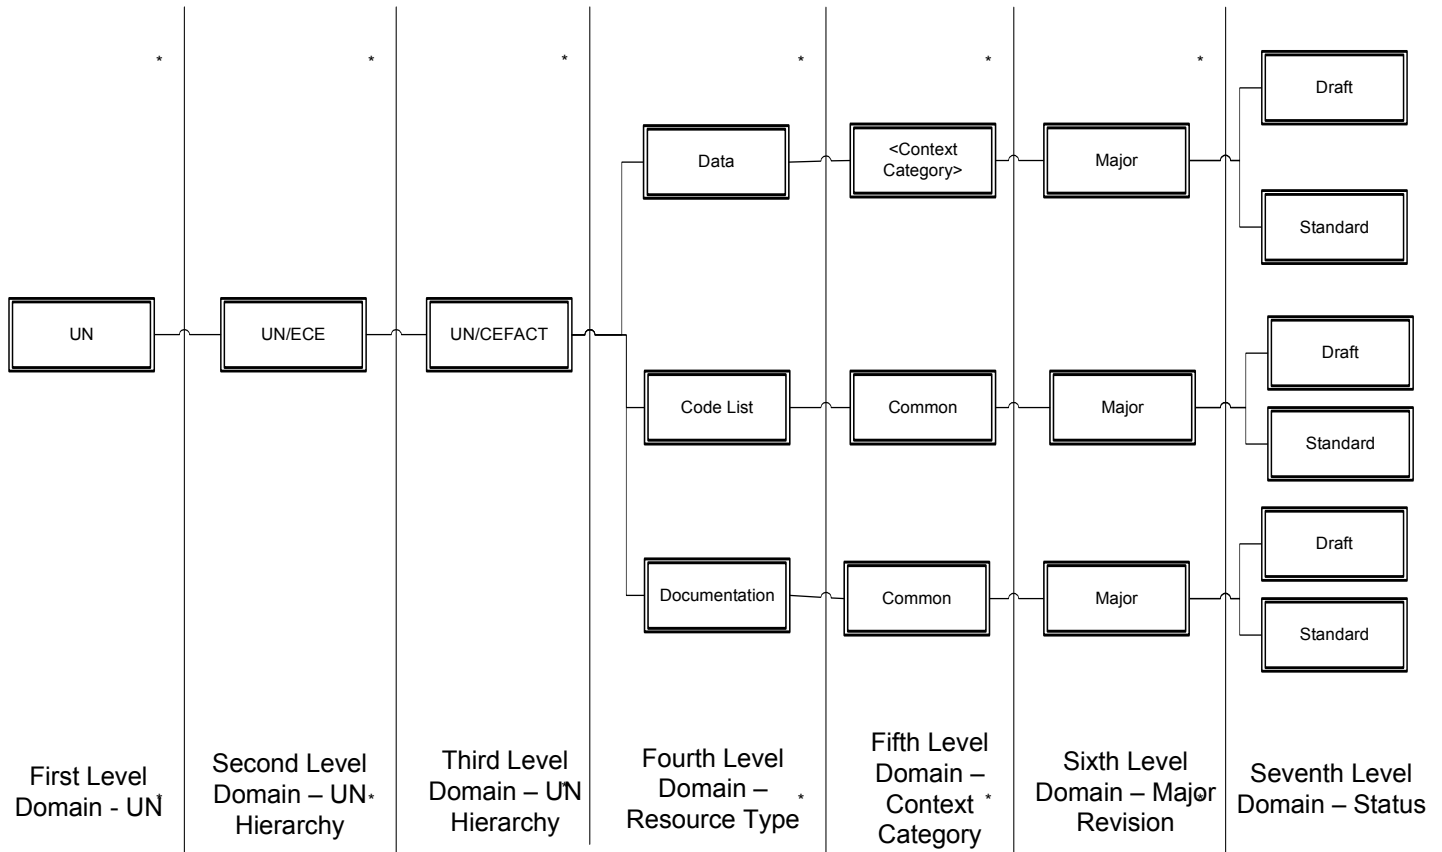 * * * * * *
Draft
Data
<Context
Category>
Major
Standard
UN
UN/ECE
UN/CEFACT
Draft
Code List
Common
Major
Standard
Draft
Documentation
Common
Major
Standard
First Level
Domain - UN
*
Second Level
Domain – UN
Hierarchy
*
Third Level
Domain – UN
Hierarchy
*
Fourth Level
Domain –
Resource Type
*
Fifth Level
Domain –
Context
Category
*
Sixth Level
Domain – Major
Revision
*
Seventh Level
Domain – Status